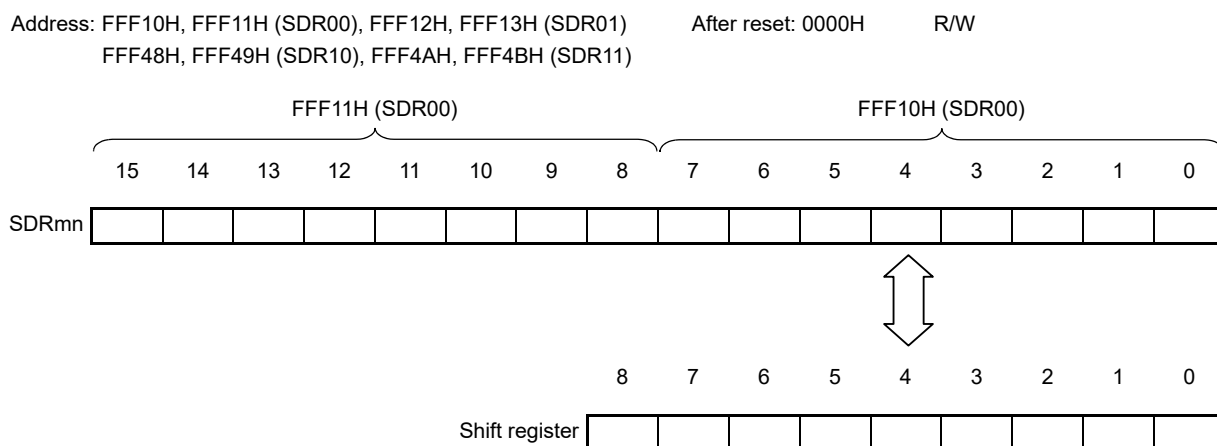 Address: FFF10H, FFF11H (SDR00), FFF12H, FFF13H (SDR01) After reset: 0000H R/W
FFF48H, FFF49H (SDR10), FFF4AH, FFF4BH (SDR11)
FFF11H (SDR00) FFF10H (SDR00)
15 14 13 12 11 10 9 8 7 6 5 4 3 2 1 0
SDRmn
8 7 6 5 4 3 2 1 0
Shift register